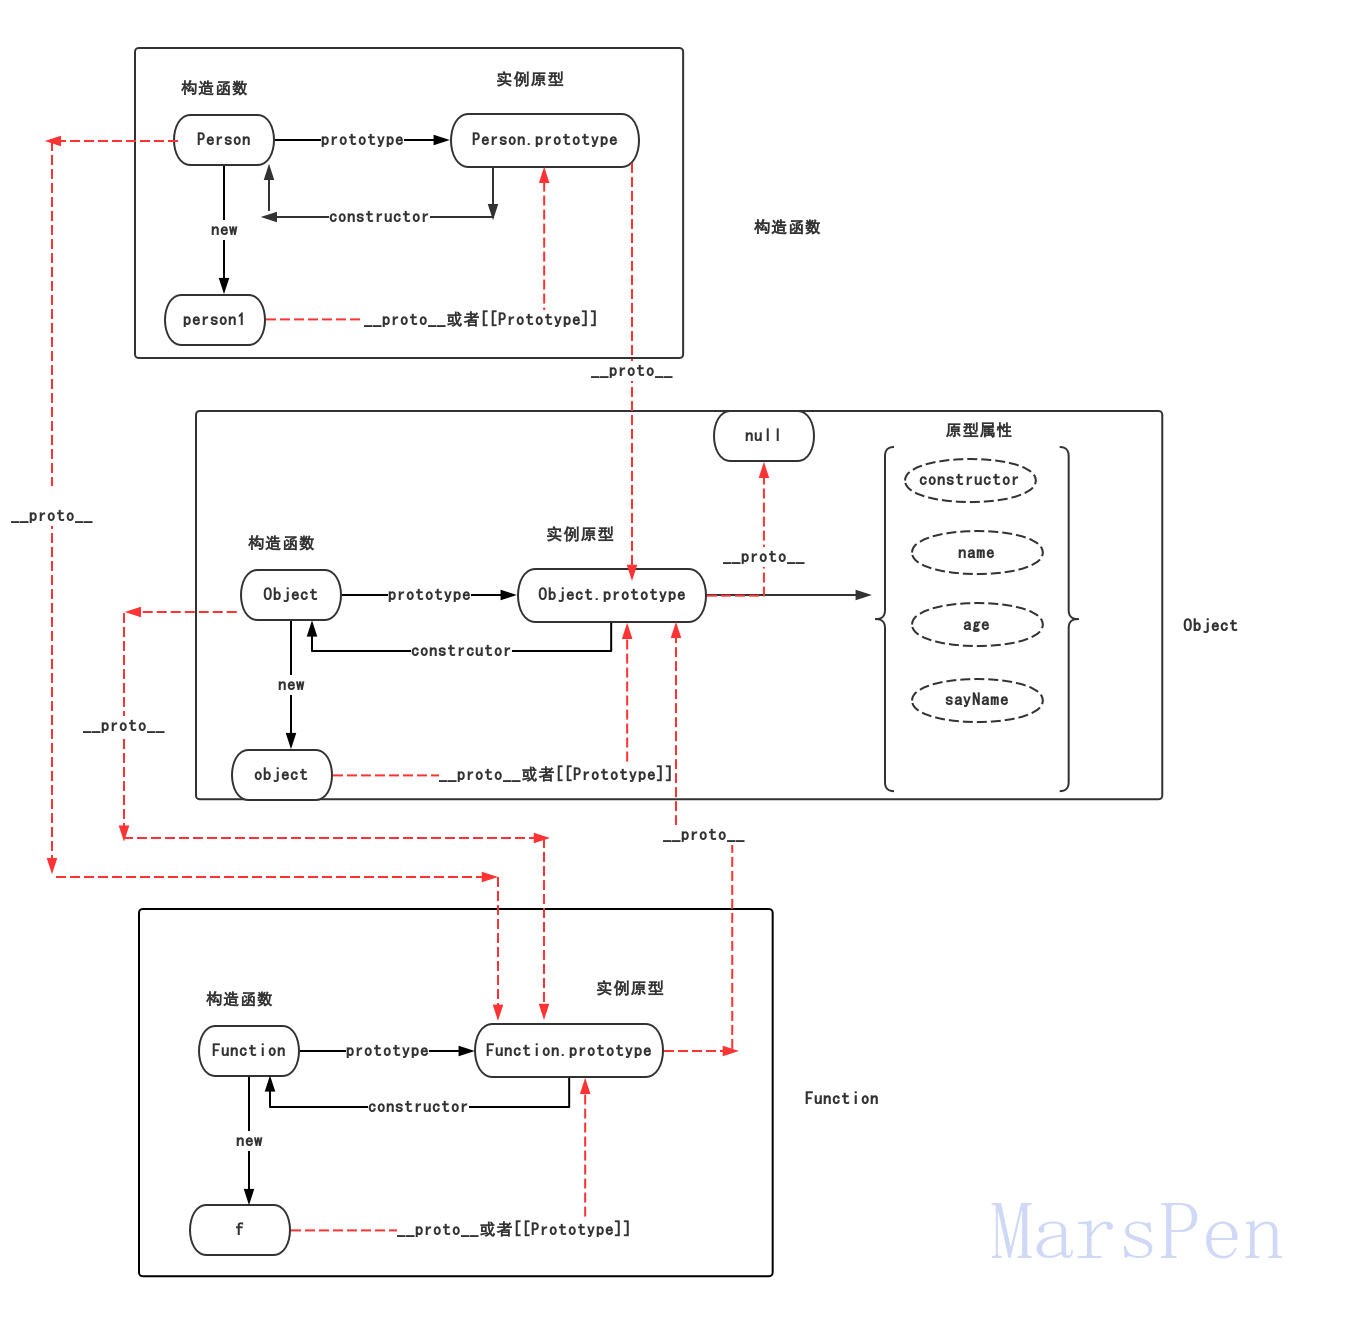 构造函数
实例原型
Person
prototype
Person.prototype
constructor
new
构造函数
person1
__proto__或者[[Prototype]]
__proto__
null
原型属性
constructor
__proto__
构造函数
实例原型
name
__proto__
Object
prototype
Object.prototype
age
Object
constrcutor
new
sayName
__proto__
object
__proto__或者[[Prototype]]
__proto__
构造函数
实例原型
Function
prototype
Function.prototype
constructor
Function
new
f
__proto__或者[[Prototype]]
MarsPen